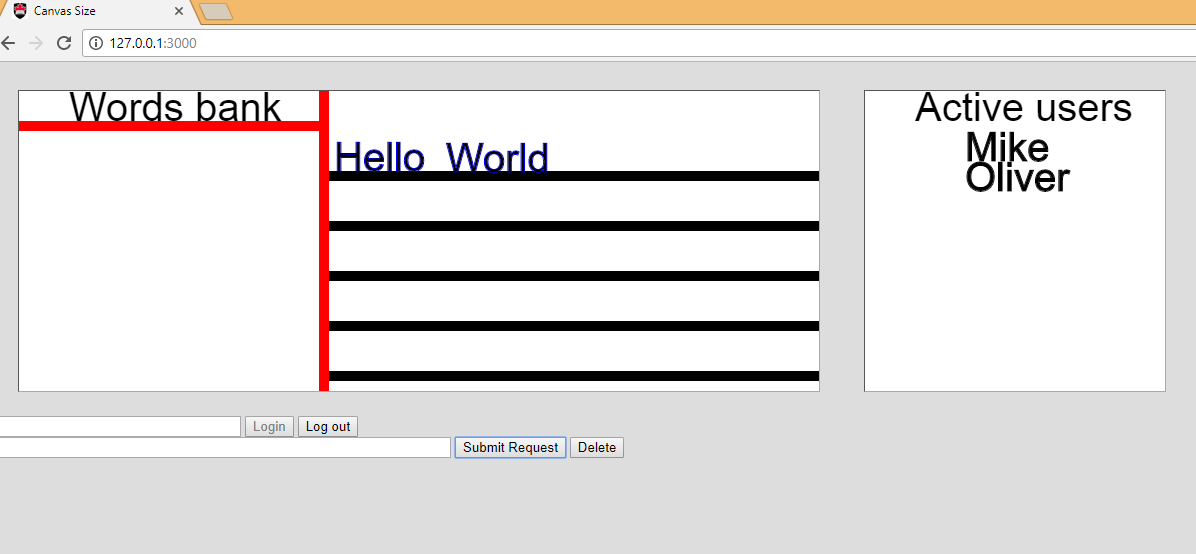 Canvas Size
127.0.0.1:3000
Words bank
Hello World
Active users
Mike
Oliver
Login Log out
Submit Request Delete